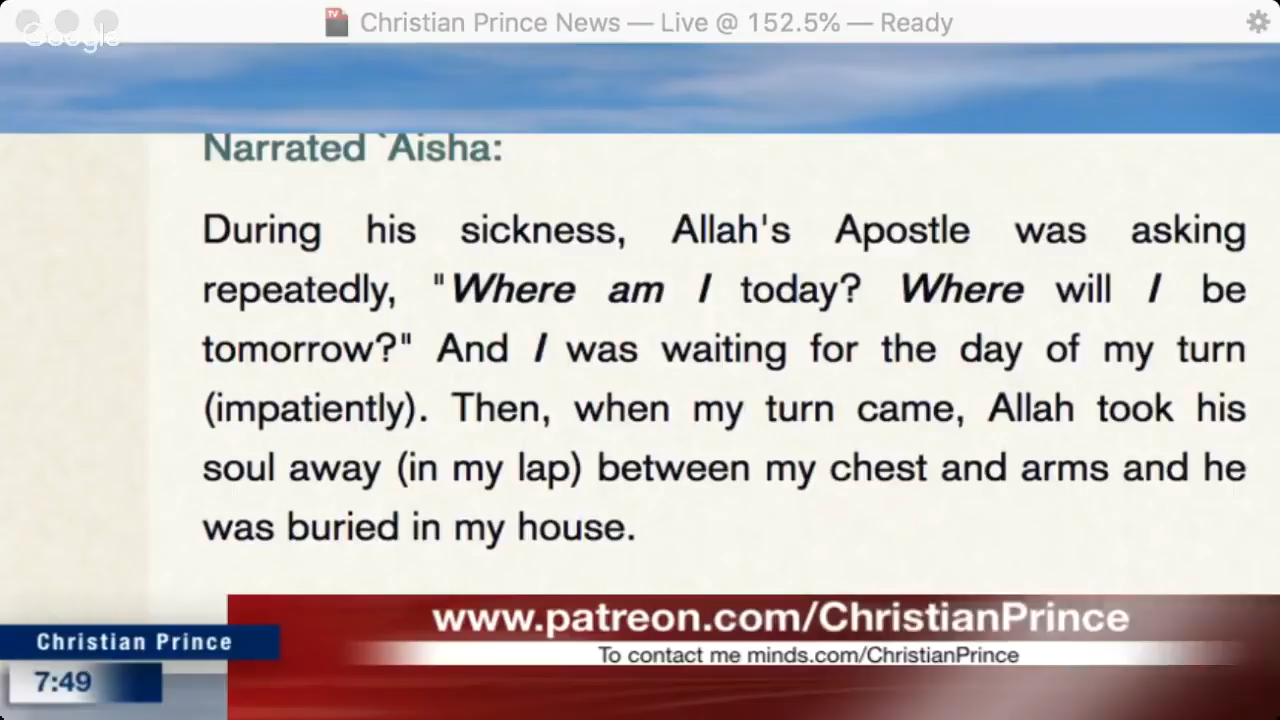 TV
Christian Prince News — Live @ 152.5% — Ready
Google
Narrated `Aisha:
During his sickness, Allah's Apostle was asking
repeatedly, "Where am I today? Where will I be
tomorrow?" And I was waiting for the day of my turn
(impatiently). Then, when my turn came, Allah took his
soul away (in my lap) between my chest and arms and he
was buried in my house.
www.patreon.com/ChristianPrince
To contact me minds.com/ChristianPrince
Christian Prince
7:49